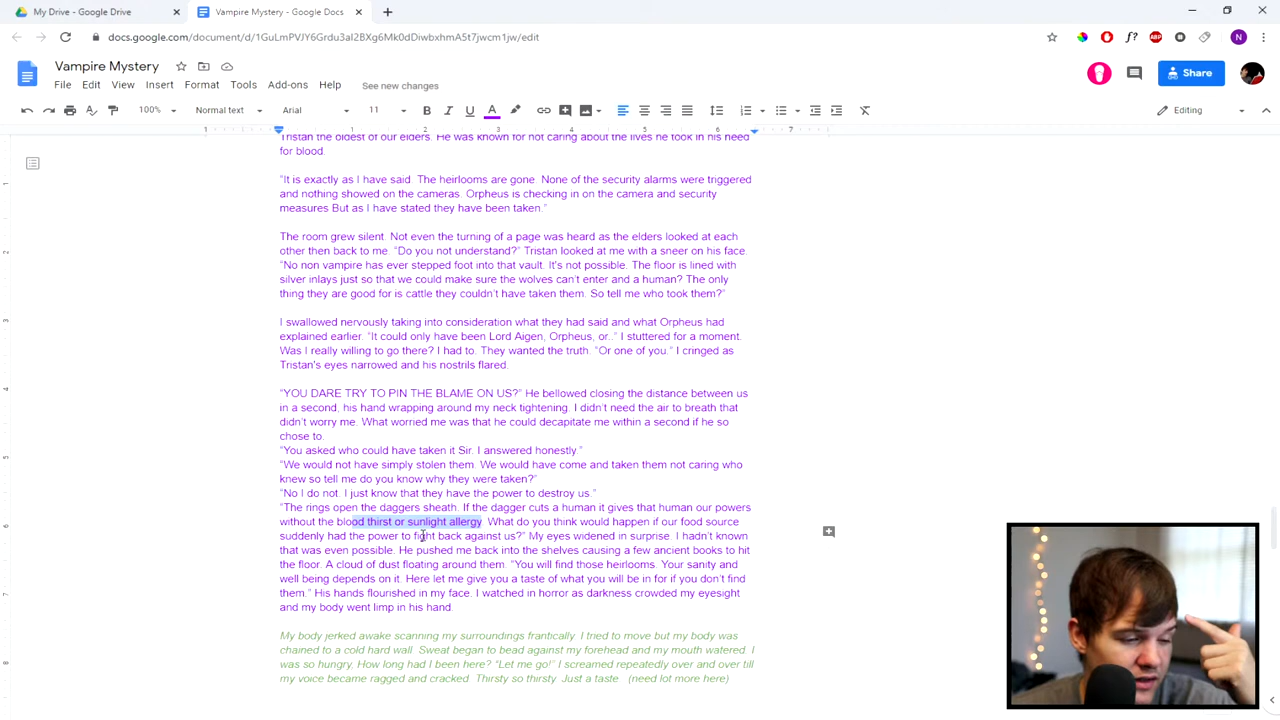 My Drive - Google Drive
Vampire Mystery - Google Docs
docs.google.com/document/d/1GuLmPVJY6Grdu3aI2BXg6Mk0dDiwbxhmA5t7jwcm1jw/edit
Vampire Mystery
File Edit View Insert Format Tools Add-ons Help See new changes
Share
100% Normal text Arial 11 Editing
Tristan the oldest of our elders. He was known for not caring about the lives he took in his need
for blood.
“It is exactly as I have said. The heirlooms are gone. None of the security alarms were triggered
and nothing showed on the cameras. Orpheus is checking in on the camera and security
measures But as I have stated they have been taken.”
The room grew silent. Not even the turning of a page was heard as the elders looked at each
other then back to me. “Do you not understand?” Tristan looked at me with a sneer on his face.
“No non vampire has ever stepped foot into that vault. It's not possible. The floor is lined with
silver inlays just so that we could make sure the wolves can't enter and a human? The only
thing they are good for is cattle they couldn't have taken them. So tell me who took them?”
I swallowed nervously taking into consideration what they had said and what Orpheus had
explained earlier. “It could only have been Lord Aigen, Orpheus, or..” I stuttered for a moment.
Was I really willing to go there? I had to. They wanted the truth. “Or one of you.” I cringed as
Tristan's eyes narrowed and his nostrils flared.
“YOU DARE TRY TO PIN THE BLAME ON US?” He bellowed closing the distance between us
in a second, his hand wrapping around my neck tightening. I didn't need the air to breath that
didn't worry me. What worried me was that he could decapitate me within a second if he so
chose to.
“You asked who could have taken it Sir. I answered honestly.”
“We would not have simply stolen them. We would have come and taken them not caring who
knew so tell me do you know why they were taken?”
“No I do not. I just know that they have the power to destroy us.”
“The rings open the daggers sheath. If the dagger cuts a human it gives that human our powers
without the blood thirst or sunlight allergy. What do you think would happen if our food source
suddenly had the power to fight back against us?” My eyes widened in surprise. I hadn't known
that was even possible. He pushed me back into the shelves causing a few ancient books to hit
the floor. A cloud of dust floating around them. “You will find those heirlooms. Your sanity and
well being depends on it. Here let me give you a taste of what you will be in for if you don't find
them.” His hands flourished in my face. I watched in horror as darkness crowded my eyesight
and my body went limp in his hand.
My body jerked awake scanning my surroundings frantically. I tried to move but my body was
chained to a cold hard wall. Sweat began to bead against my forehead and my mouth watered. I
was so hungry, How long had I been here? “Let me go!” I screamed repeatedly over and over till
my voice became ragged and cracked. Thirsty so thirsty. Just a taste. (need lot more here)